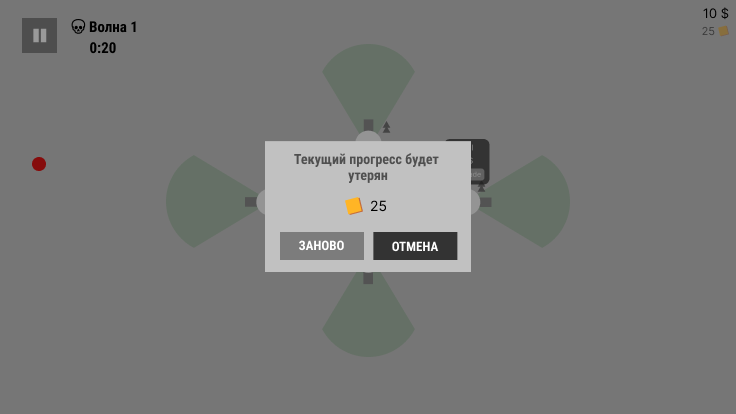 Волна 1
0:20
10 $
25
Текущий прогресс будет
утерян
25
ЗАНОВО
ОТМЕНА